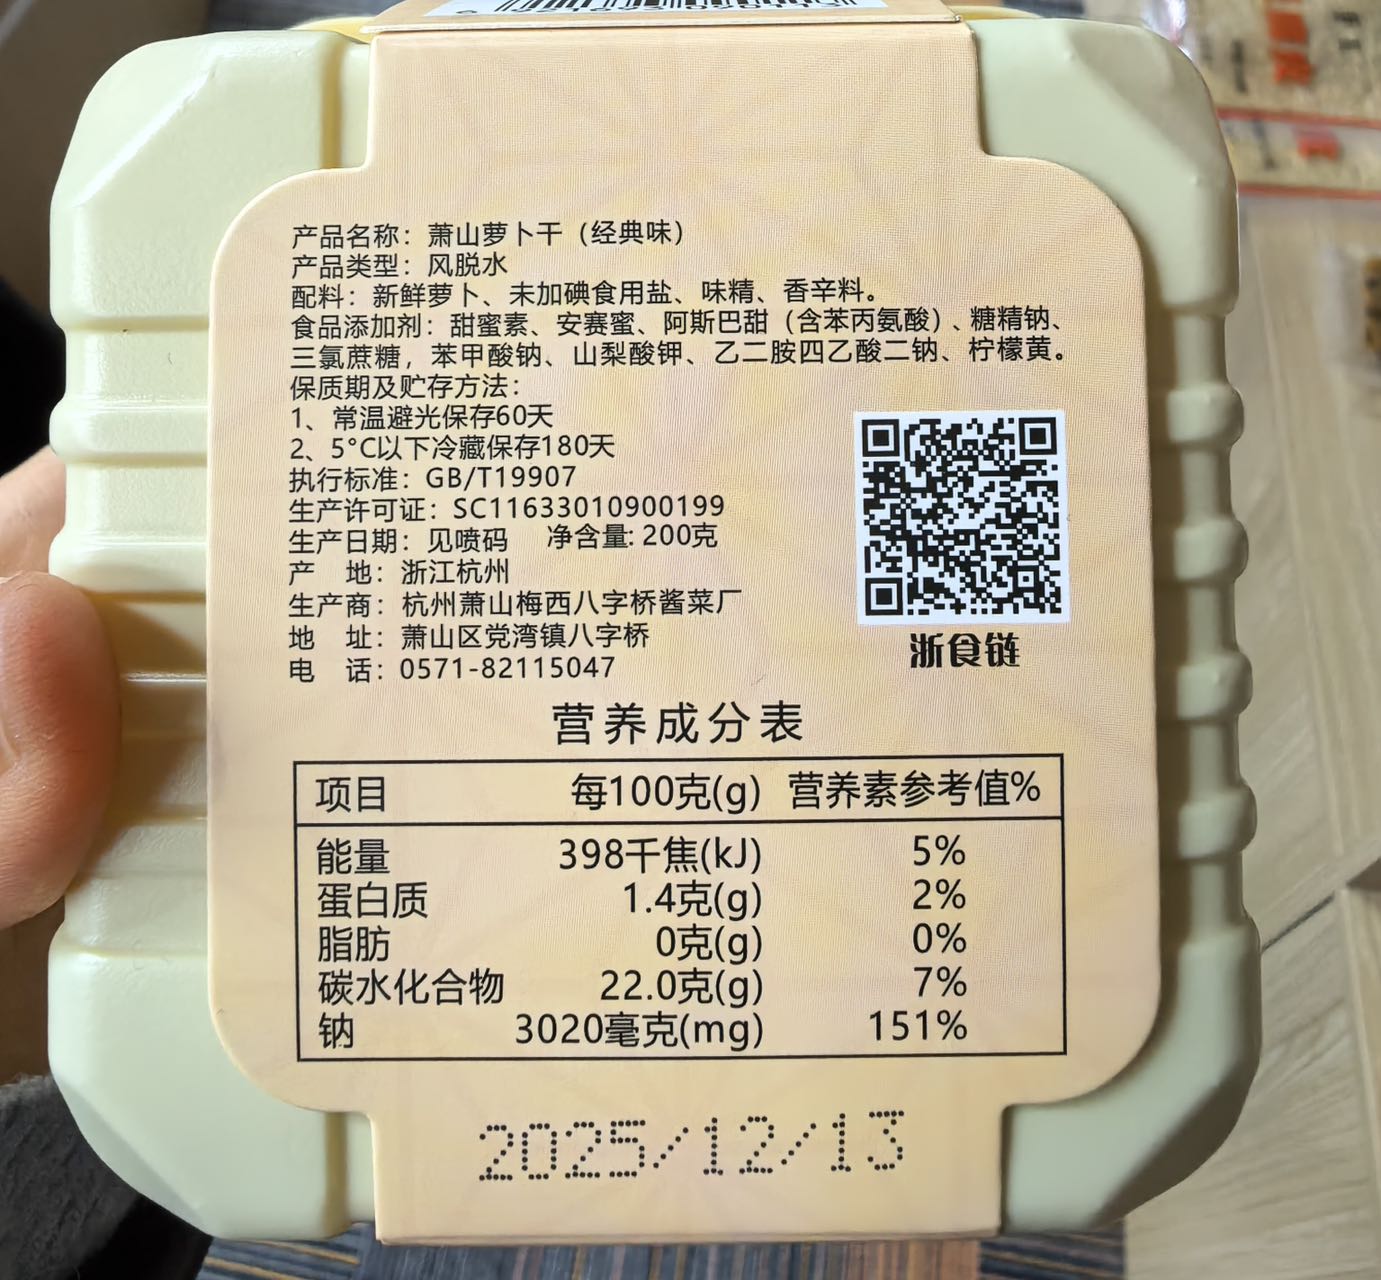 产品名称：萧山萝卜干（经典味）
产品类型：风脱水
配料：新鲜萝卜、未加碘食用盐、味精、香辛料。
食品添加剂：甜蜜素、安赛蜜、阿斯巴甜（含苯丙氨酸）、糖精钠、
三氯蔗糖，苯甲酸钠、山梨酸钾、乙二胺四乙酸二钠、柠檬黄。
保质期及贮存方法：
1、常温避光保存60天
2、5°C以下冷藏保存180天
执行标准：GB/T19907
生产许可证：SC11633010900199
生产日期：见喷码 净含量: 200克
产 地：浙江杭州
生产商：杭州萧山梅西八字桥酱菜厂
地 址：萧山区党湾镇八字桥
电 话：0571-82115047
浙食链
营养成分表
项目 每100克(g) 营养素参考值%
能量 398千焦(kJ) 5%
蛋白质 1.4克(g) 2%
脂肪 0克(g) 0%
碳水化合物 22.0克(g) 7%
钠 3020毫克(mg) 151%
2025/12/13